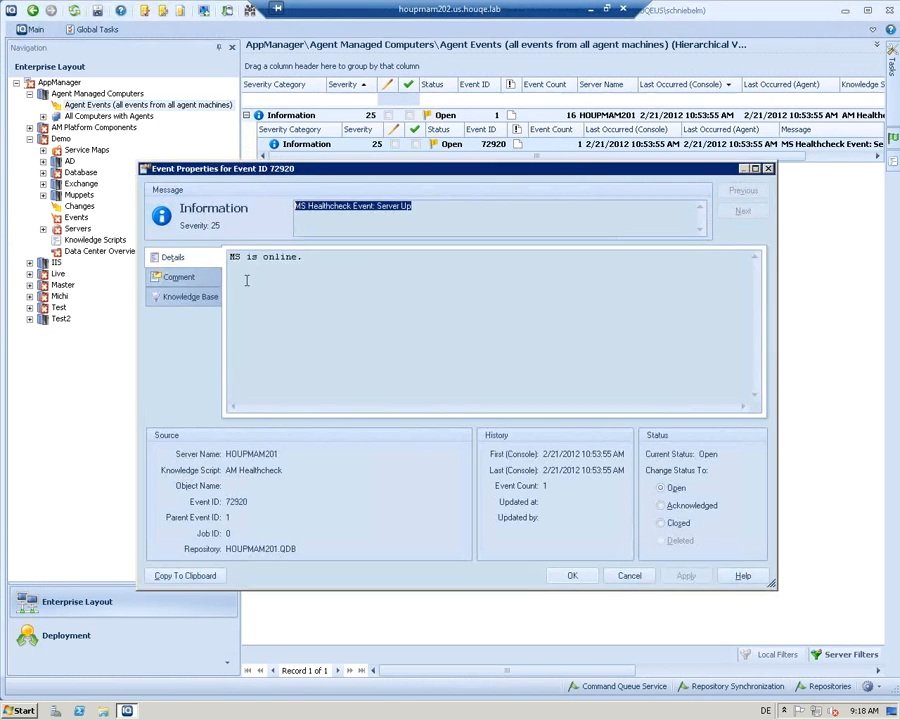 houpmam202.us.houqe.lab
QEUS\schniebelm)
Main
Global Tasks
Navigation
AppManager\Agent Managed Computers\Agent Events (all events from all agent machines) (Hierarchical V...
Tasks
Enterprise Layout
Drag a column header here to group by that column
AppManager
Agent Managed Computers
Agent Events (all events from all agent machines)
All Computers with Agents
AM Platform Components
Demo
Service Maps
AD
Database
Exchange
Muppets
Changes
Events
Servers
Knowledge Scripts
Data Center Overvie
IIS
Live
Master
Michi
Test
Test2
Severity Category Severity Status Event ID Event Count Server Name Last Occurred (Console) Last Occurred (Agent) Knowledge S
Information 25 Open 1 16 HOUPMAM201 2/21/2012 10:53:55 AM 2/21/2012 10:53:55 AM AM Health
Severity Category Severity Status Event ID Event Count Last Occurred (Console) Last Occurred (Agent) Message
Information 25 Open 72920 1 2/21/2012 10:53:55 AM 2/21/2012 10:53:55 AM MS Healthcheck Event: Se
Event Properties for Event ID 72920
Message
Information
Severity: 25
MS Healthcheck Event: Server Up
Previous
Next
Details
Comment
Knowledge Base
MS is online.
Source
Server Name: HOUPMAM201
Knowledge Script: AM Healthcheck
Object Name:
Event ID: 72920
Parent Event ID: 1
Job ID: 0
Repository: HOUPMAM201.QDB
History
First (Console): 2/21/2012 10:53:55 AM
Last (Console): 2/21/2012 10:53:55 AM
Event Count: 1
Updated at:
Updated by:
Status
Current Status: Open
Change Status To:
Open
Acknowledged
Closed
Deleted
Copy To Clipboard
OK
Cancel
Apply
Help
Enterprise Layout
Deployment
Local Filters
Server Filters
Record 1 of 1
Command Queue Service
Repository Synchronization
Repositories
Start
DE
9:18 AM